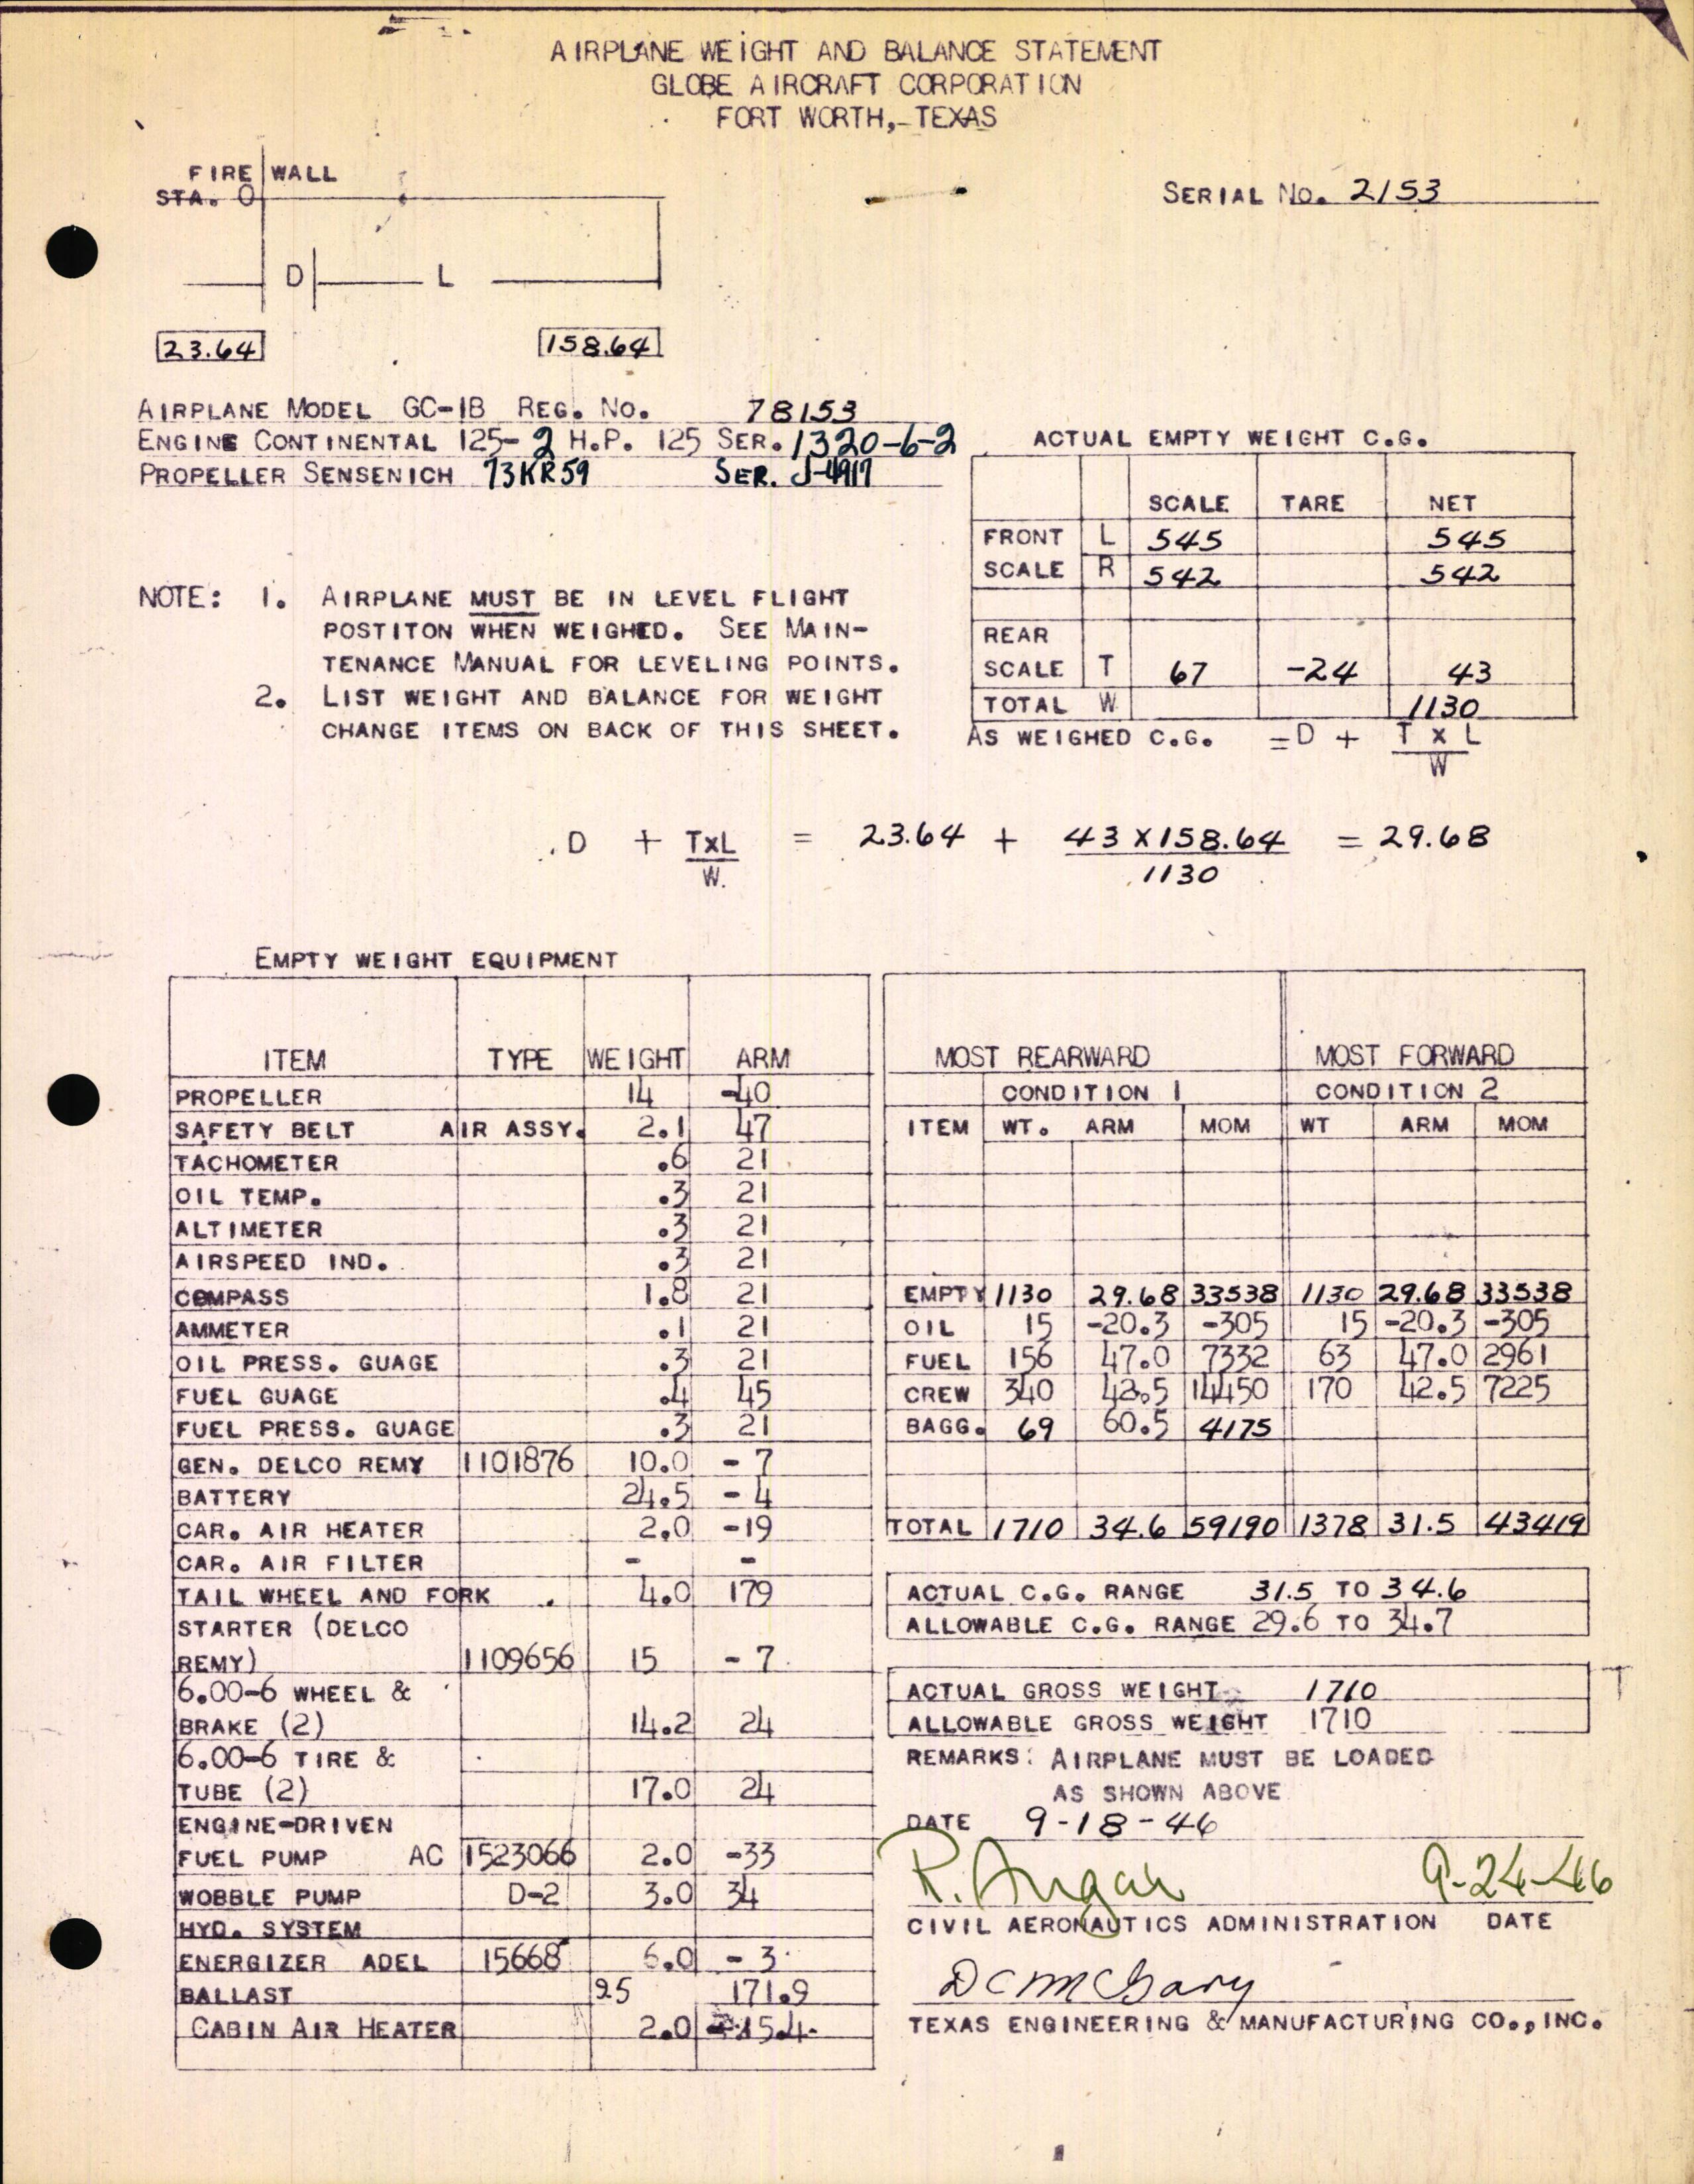 AIRPLANE WEIGHT AND BALANCE STATEMENT
GLOBE AIRCRAFT CORPORATION
FORT WORTH, TEXAS
FIRE WALL
STA. O
SERIAL NO. 2153
D L
23.64 158.64
AIRPLANE MODEL GC-1B REG. NO. 78153
ENGINE CONTINENTAL 125-2 H.P. 125 SER. 1320-6-2
PROPELLER SENSENICH 73KR59 SER. J-4917
ACTUAL EMPTY WEIGHT C.G.
SCALE TARE NET
FRONT L 545 545
SCALE R 542 542
REAR
SCALE T 67 -24 43
TOTAL W 1130
AS WEIGHED C.G. = D + T x L
W
NOTE: 1. AIRPLANE MUST BE IN LEVEL FLIGHT
POSTITON WHEN WEIGHED. SEE MAIN-
TENANCE MANUAL FOR LEVELING POINTS.
2. LIST WEIGHT AND BALANCE FOR WEIGHT
CHANGE ITEMS ON BACK OF THIS SHEET.
D + TxL = 23.64 + 43 X 158.64 = 29.68
W. 1130
EMPTY WEIGHT EQUIPMENT
ITEM TYPE WEIGHT ARM
PROPELLER 14 -40
SAFETY BELT AIR ASSY. 2.1 47
TACHOMETER .6 21
OIL TEMP. .3 21
ALTIMETER .3 21
AIRSPEED IND. .3 21
COMPASS 1.8 21
AMMETER .1 21
OIL PRESS. GUAGE .3 21
FUEL GUAGE .4 45
FUEL PRESS. GUAGE .3 21
GEN. DELCO REMY 1101876 10.0 - 7
BATTERY 24.5 - 4
CAR. AIR HEATER 2.0 -19
CAR. AIR FILTER - -
TAIL WHEEL AND FORK 4.0 179
STARTER (DELCO
REMY) 1109656 15 - 7
6.00-6 WHEEL &
BRAKE (2) 14.2 24
6.00-6 TIRE &
TUBE (2) 17.0 24
ENGINE-DRIVEN
FUEL PUMP AC 1523066 2.0 -33
WOBBLE PUMP D-2 3.0 34
HYD. SYSTEM
ENERGIZER ADEL 15668 6.0 - 3
BALLAST 9.5 171.9
CABIN AIR HEATER 2.0 -15.4
MOST REARWARD MOST FORWARD
CONDITION 1 CONDITION 2
ITEM WT. ARM MOM WT ARM MOM
EMPTY 1130 29.68 33538 1130 29.68 33538
OIL 15 -20.3 -305 15 -20.3 -305
FUEL 156 47.0 7332 63 47.0 2961
CREW 340 42.5 14450 170 42.5 7225
BAGG. 69 60.5 4175
TOTAL 1710 34.6 59190 1378 31.5 43419
ACTUAL C.G. RANGE 31.5 TO 34.6
ALLOWABLE C.G. RANGE 29.6 TO 34.7
ACTUAL GROSS WEIGHT 1710
ALLOWABLE GROSS WEIGHT 1710
REMARKS: AIRPLANE MUST BE LOADED
AS SHOWN ABOVE
DATE 9-18-46
R. 9-24-46
CIVIL AERONAUTICS ADMINISTRATION DATE
TEXAS ENGINEERING & MANUFACTURING CO., INC.